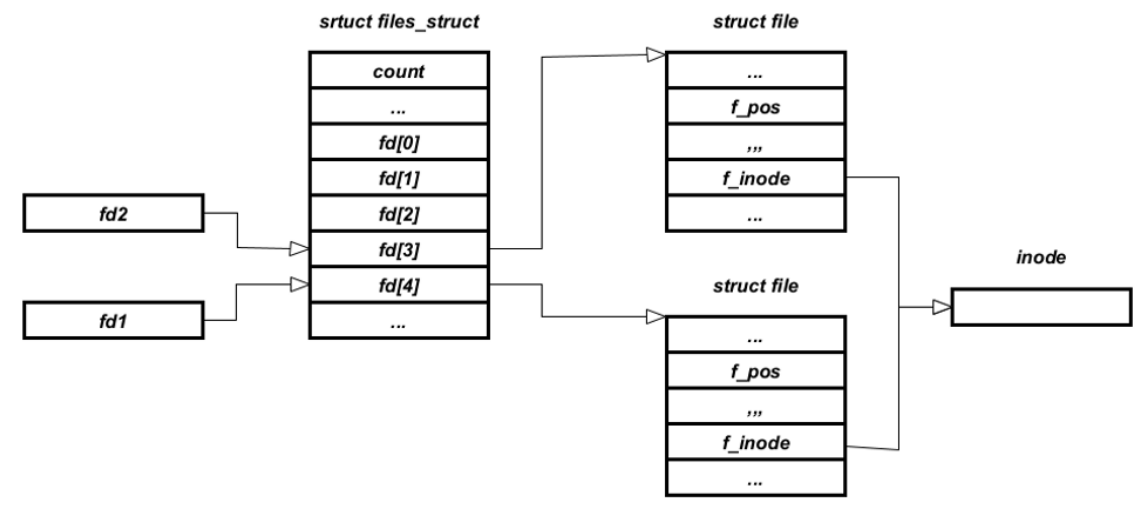 srtuct files_struct
struct file
count
...
fd[0]
fd[1]
fd[2]
fd[3]
fd[4]
...
fd2
fd1
...
f_pos
,,,
f_inode
...
struct file
...
f_pos
,,,
f_inode
...
inode